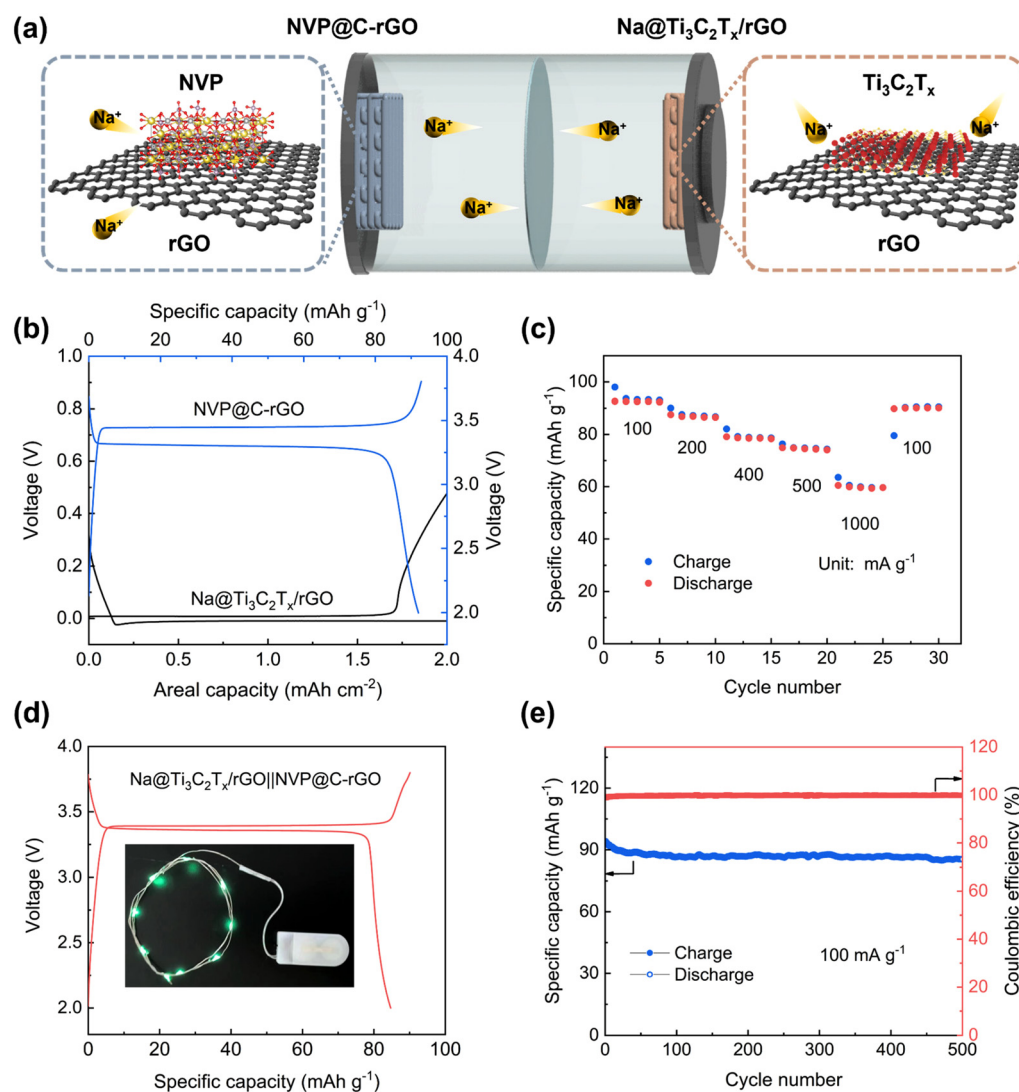 (a)
NVP@C-rGO
Na@Ti₃C₂Tₓ/rGO
NVP
Na⁺
Na⁺
rGO
Na⁺
Na⁺
Na⁺
Na⁺
Ti₃C₂Tₓ
Na⁺
Na⁺
rGO
(b)
Specific capacity (mAh g⁻¹)
0 20 40 60 80 100
1.0
0.8
0.6
0.4
0.2
0.0
Voltage (V)
4.0
3.5
3.0
2.5
2.0
Voltage (V)
NVP@C-rGO
Na@Ti₃C₂Tₓ/rGO
0.0 0.5 1.0 1.5 2.0
Areal capacity (mAh cm⁻²)
(c)
Specific capacity (mAh g⁻¹)
100
80
60
40
20
0
100
200
400
500
1000
100
Charge
Discharge
Unit: mA g⁻¹
0 5 10 15 20 25 30
Cycle number
(d)
Voltage (V)
4.0
3.5
3.0
2.5
2.0
Na@Ti₃C₂Tₓ/rGO||NVP@C-rGO
0 20 40 60 80 100
Specific capacity (mAh g⁻¹)
(e)
Specific capacity (mAh g⁻¹)
120
90
60
30
0
120
100
80
60
40
20
0
Coulombic efficiency (%)
Charge
Discharge
100 mA g⁻¹
0 100 200 300 400 500
Cycle number